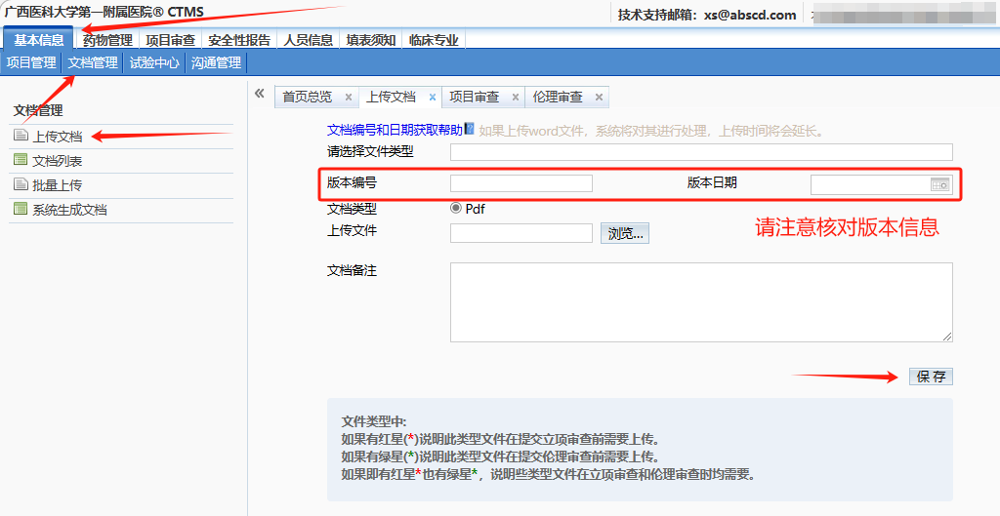 广西医科大学第一附属医院® CTMS
技术支持邮箱：xs@abscd.com
基本信息 药物管理 项目审查 安全性报告 人员信息 填表须知 临床专业
项目管理 文档管理 试验中心 沟通管理
文档管理
上传文档
文档列表
批量上传
系统生成文档
«
首页总览 × 上传文档 × 项目审查 × 伦理审查 ×
文档编号和日期获取帮助 如果上传word文件，系统将对其进行处理，上传时间将会延长。
请选择文件类型
版本编号 版本日期
文档类型 Pdf
请注意核对版本信息
上传文件 浏览...
文档备注
保 存
文件类型中:
如果有红星(*)说明此类型文件在提交立项审查前需要上传。
如果有绿星(*)说明此类型文件在提交伦理审查前需要上传。
如果即有红星*也有绿星*，说明些类型文件在立项审查和伦理审查时均需要。